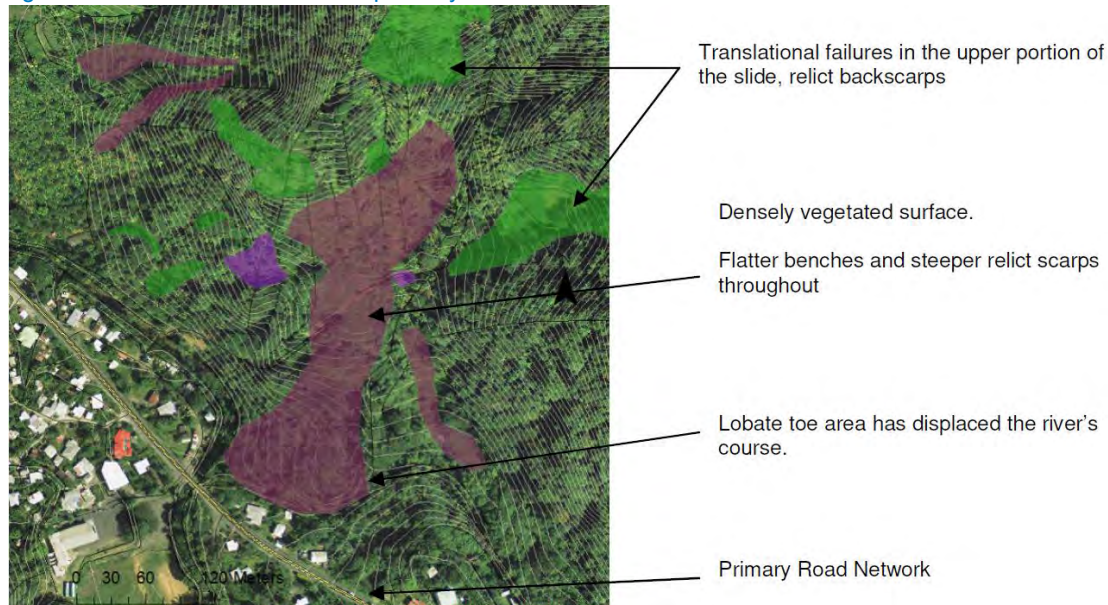 Translational failures in the upper portion of
the slide, relict backscarps
Densely vegetated surface.
Flatter benches and steeper relict scarps
throughout
Lobate toe area has displaced the river's
course.
Primary Road Network
0 30 60 120 Meters